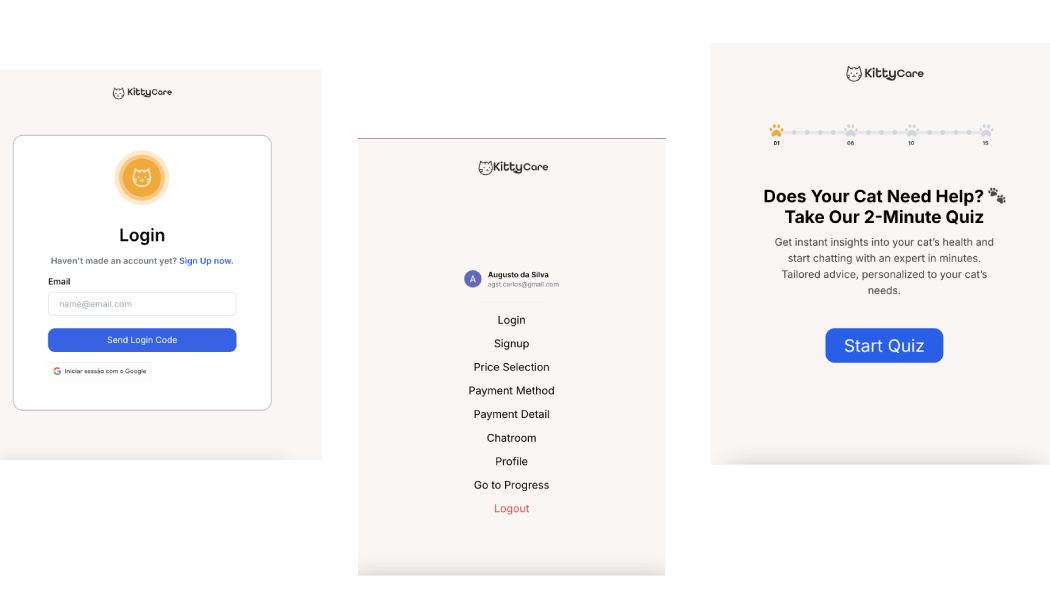 KittyCare
Login
Haven't made an account yet? Sign Up now.
Email
name@email.com
Send Login Code
Iniciar sessão com o Google
KittyCare
A
Augusto da Silva
agst.carlos@gmail.com
Login
Signup
Price Selection
Payment Method
Payment Detail
Chatroom
Profile
Go to Progress
Logout
KittyCare
01 06 10 15
Does Your Cat Need Help? 🐾
Take Our 2-Minute Quiz
Get instant insights into your cat's health and
start chatting with an expert in minutes.
Tailored advice, personalized to your cat's
needs.
Start Quiz